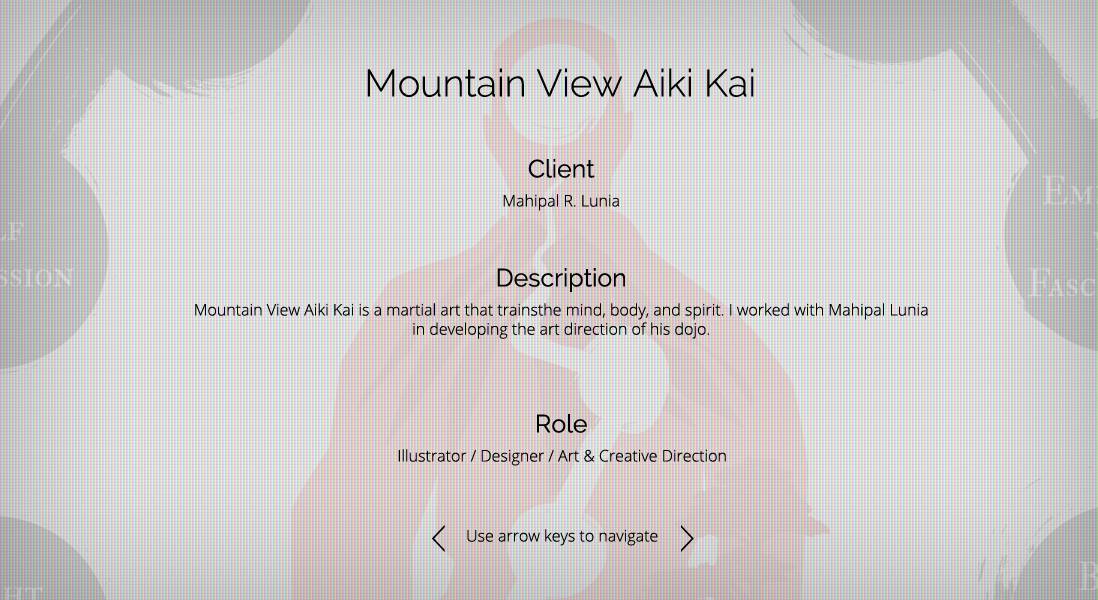 Mountain View Aiki Kai
Client
Mahipal R. Lunia
Description
Mountain View Aiki Kai is a martial art that trainsthe mind, body, and spirit. I worked with Mahipal Lunia
in developing the art direction of his dojo.
Role
Illustrator / Designer / Art & Creative Direction
Use arrow keys to navigate